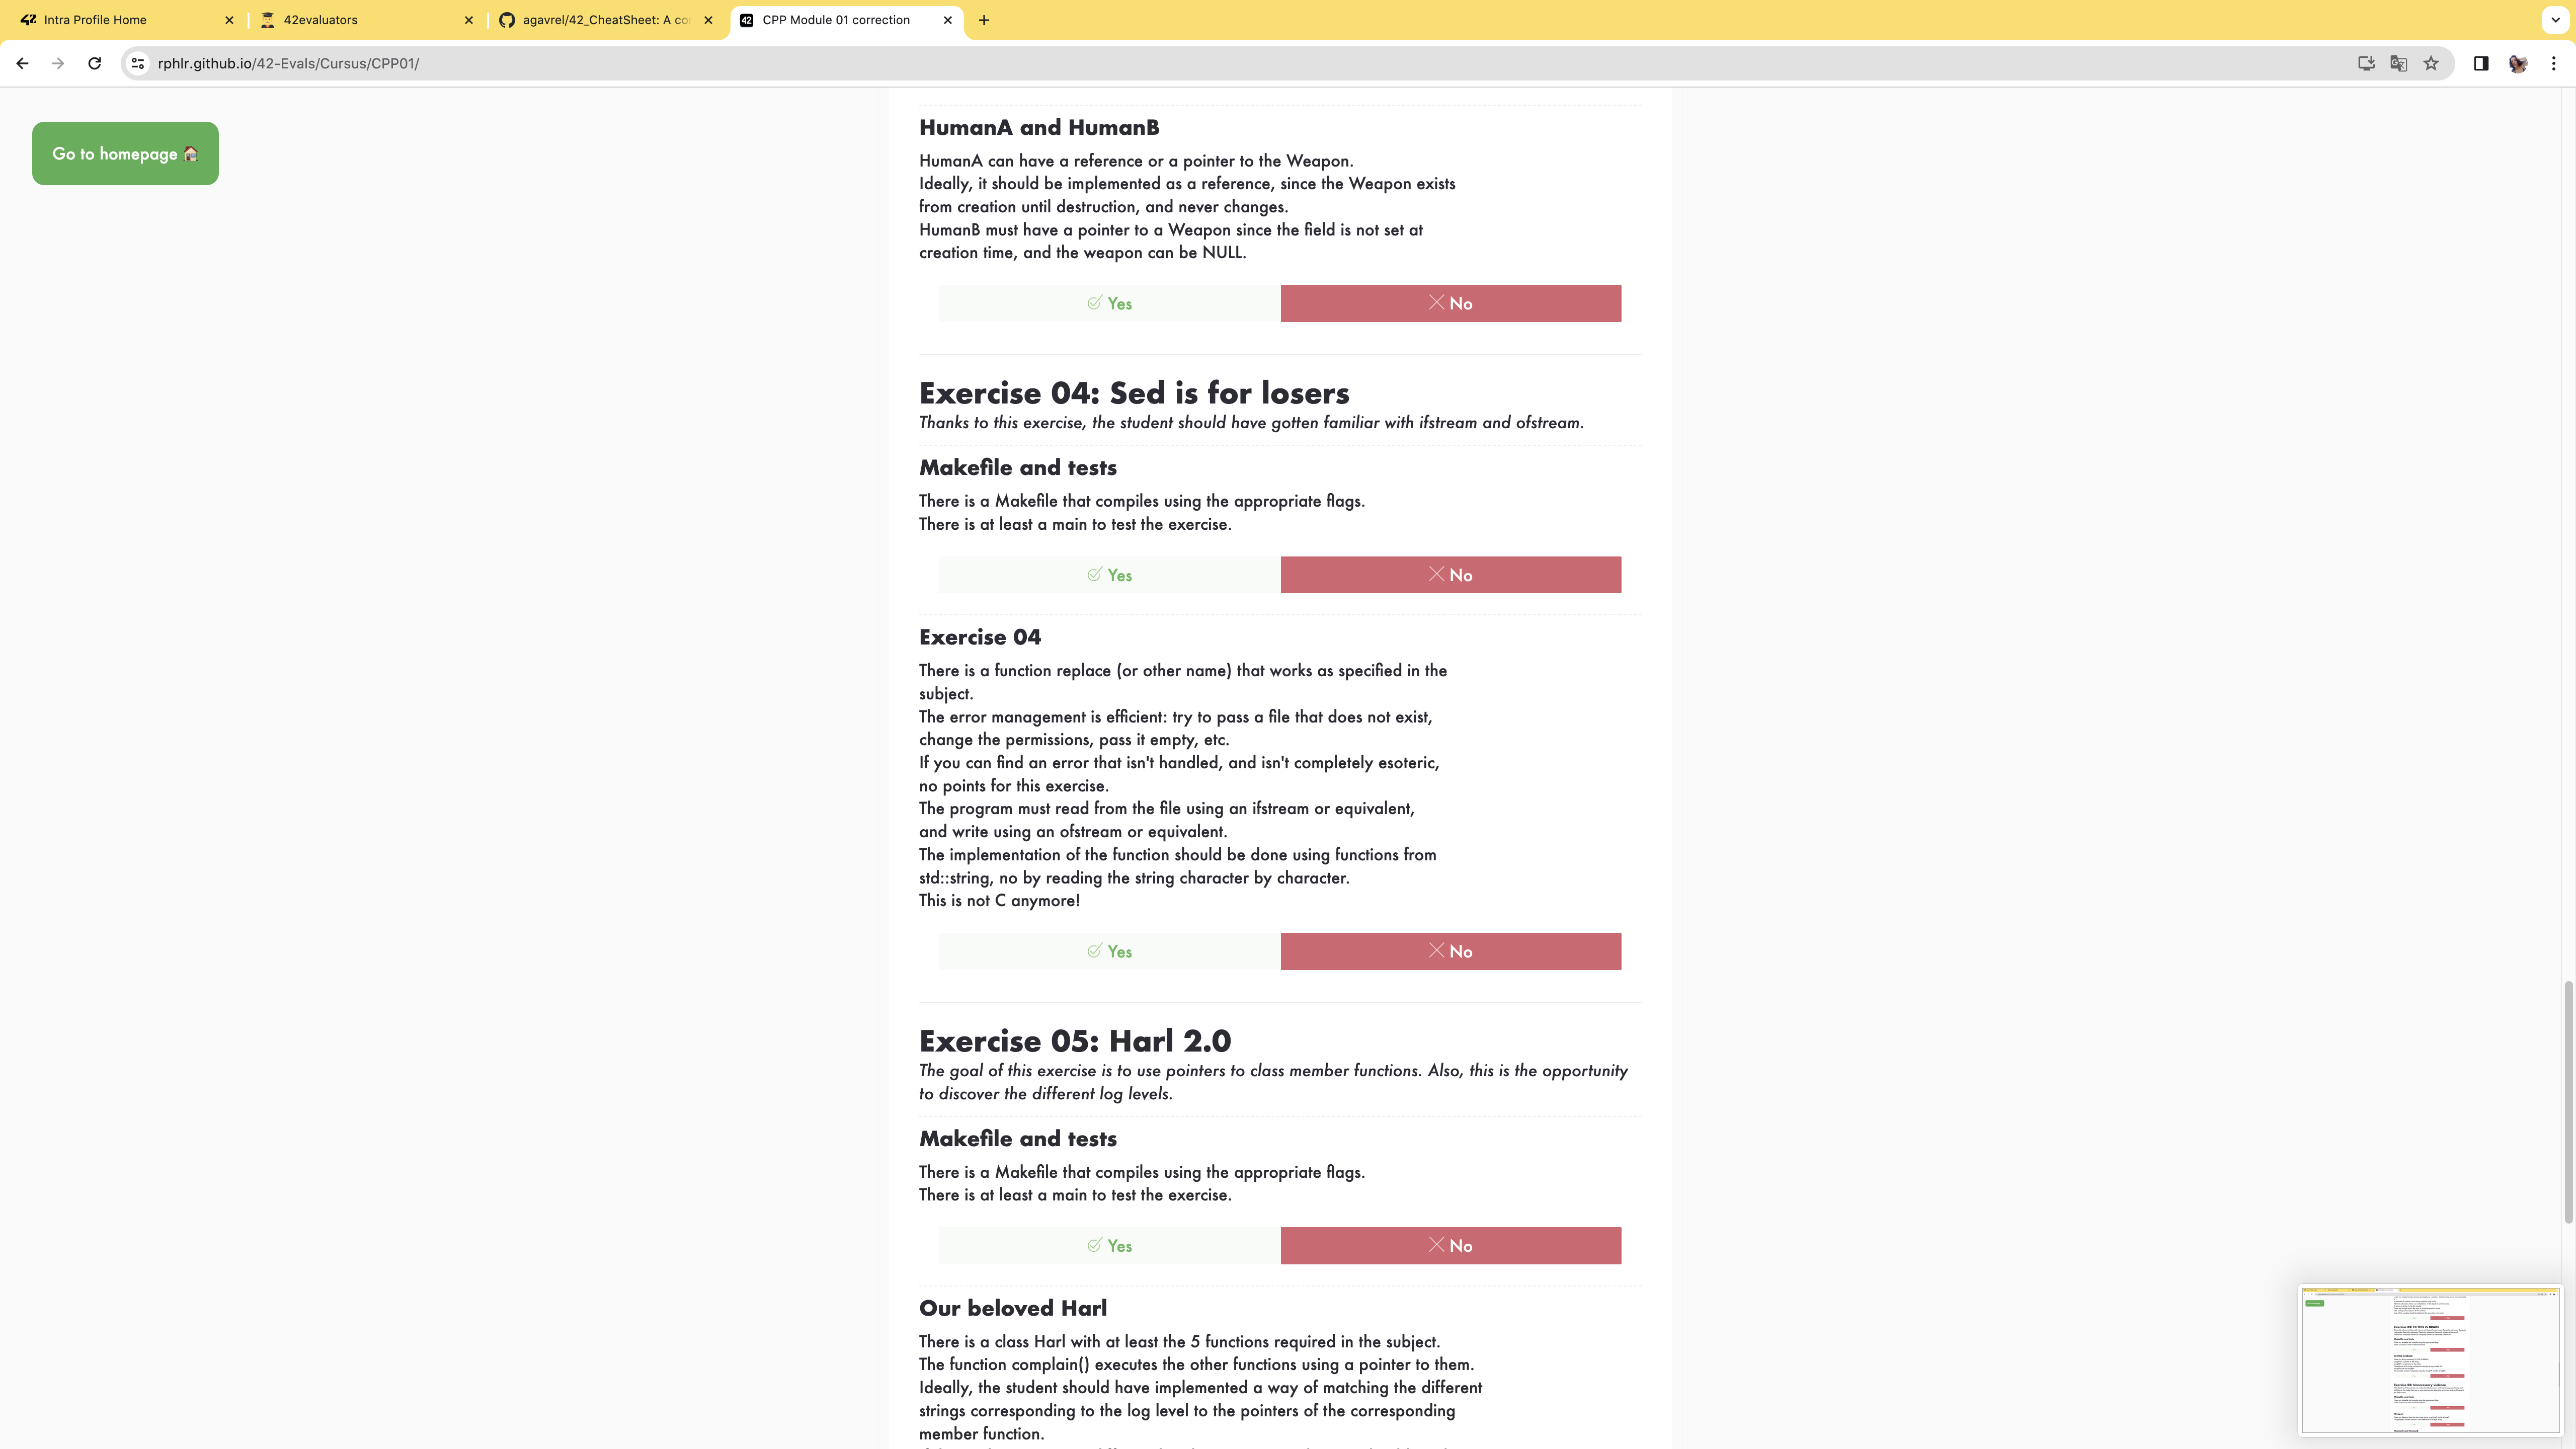 Intra Profile Home
42evaluators
agavrel/42_CheatSheet: A co
CPP Module 01 correction
rphlr.github.io/42-Evals/Cursus/CPP01/
Go to homepage 🏠
HumanA and HumanB
HumanA can have a reference or a pointer to the Weapon.
Ideally, it should be implemented as a reference, since the Weapon exists
from creation until destruction, and never changes.
HumanB must have a pointer to a Weapon since the field is not set at
creation time, and the weapon can be NULL.
Yes No
Exercise 04: Sed is for losers
Thanks to this exercise, the student should have gotten familiar with ifstream and ofstream.
Makefile and tests
There is a Makefile that compiles using the appropriate flags.
There is at least a main to test the exercise.
Yes No
Exercise 04
There is a function replace (or other name) that works as specified in the
subject.
The error management is efficient: try to pass a file that does not exist,
change the permissions, pass it empty, etc.
If you can find an error that isn't handled, and isn't completely esoteric,
no points for this exercise.
The program must read from the file using an ifstream or equivalent,
and write using an ofstream or equivalent.
The implementation of the function should be done using functions from
std::string, no by reading the string character by character.
This is not C anymore!
Yes No
Exercise 05: Harl 2.0
The goal of this exercise is to use pointers to class member functions. Also, this is the opportunity
to discover the different log levels.
Makefile and tests
There is a Makefile that compiles using the appropriate flags.
There is at least a main to test the exercise.
Yes No
Our beloved Harl
There is a class Harl with at least the 5 functions required in the subject.
The function complain() executes the other functions using a pointer to them.
Ideally, the student should have implemented a way of matching the different
strings corresponding to the log level to the pointers of the corresponding
member function.